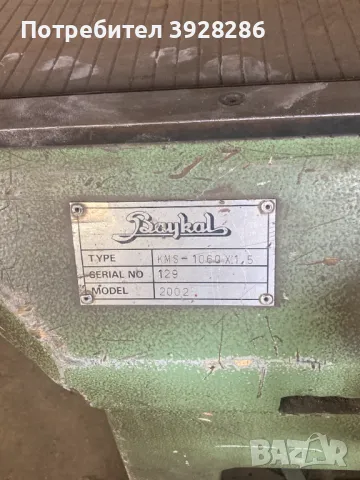 Потребител 3928286
Baykal
TYPE KMS-1060X1,5
SERIAL NO 129
MODEL 2002
BAZAR